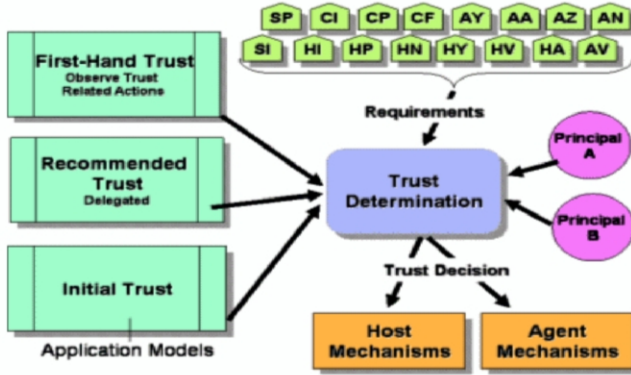 SP CI CP CF AY AA AZ AN
SI HI HP HN HY HV HA AV
First-Hand Trust
Observe Trust
Related Actions
Requirements
Principal
A
Recommended
Trust
Delegated
Trust
Determination
Principal
B
Initial Trust
Trust Decision
Application Models
Host
Mechanisms
Agent
Mechanisms